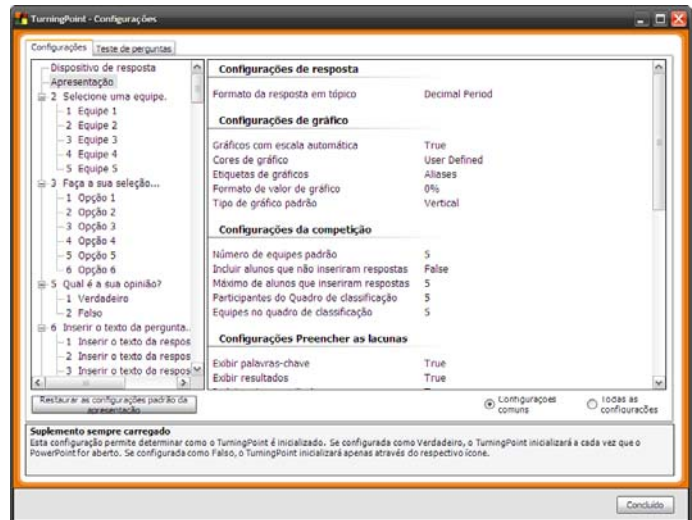 TurningPoint - Configurações
Configurações
Teste de perguntas
Dispositivo de resposta
Apresentação
2 Selecione uma equipe.
1 Equipe 1
2 Equipe 2
3 Equipe 3
4 Equipe 4
5 Equipe 5
3 Faça a sua seleção...
1 Opção 1
2 Opção 2
3 Opção 3
4 Opção 4
5 Opção 5
6 Opção 6
5 Qual é a sua opinião?
1 Verdadeiro
2 Falso
6 Inserir o texto da pergunta..
1 Inserir o texto da respos
2 Inserir o texto da respos
3 Inserir o texto da respos
Configurações de resposta
Formato da resposta em tópico Decimal Period
Configurações de gráfico
Gráficos com escala automática True
Cores de gráfico User Defined
Etiquetas de gráficos Aliases
Formato de valor de gráfico 0%
Tipo de gráfico padrão Vertical
Configurações da competição
Número de equipes padrão 5
Incluir alunos que não inseriram respostas False
Máximo de alunos que inseriram respostas 5
Participantes do Quadro de classificação 5
Equipes no quadro de classificação 5
Configurações Preencher as lacunas
Exibir palavras-chave True
Exibir resultados True
Restaurar as configurações padrão da
apresentação
Configurações
comuns
Todas as
configurações
Suplemento sempre carregado
Esta configuração permite determinar como o TurningPoint é inicializado. Se configurada como Verdadeiro, o TurningPoint inicializará a cada vez que o
PowerPoint for aberto. Se configurada como Falso, o TurningPoint inicializará apenas através do respectivo ícone.
Concluído